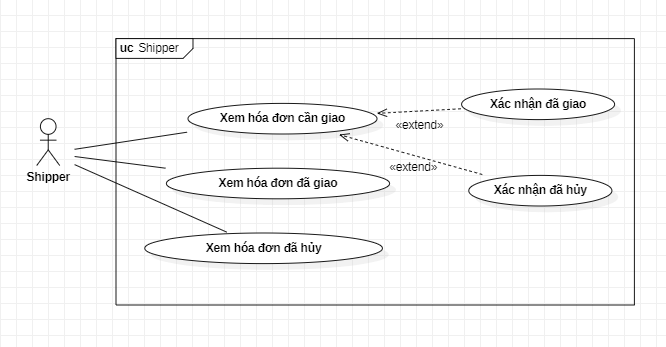 uc Shipper
Xác nhận đã giao
Xem hóa đơn cần giao
«extend»
«extend»
Shipper
Xem hóa đơn đã giao
Xác nhận đã hủy
Xem hóa đơn đã hủy